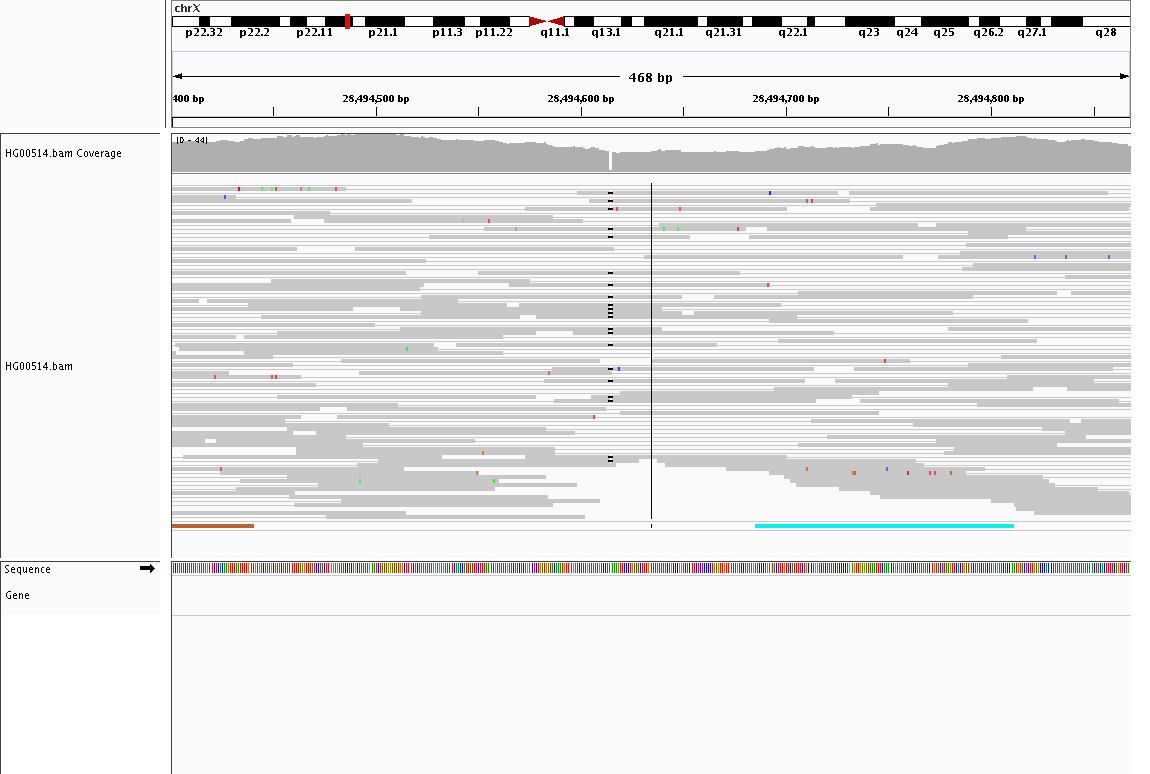 chrX
p22.32 p22.2 p22.11 p21.1 p11.3 p11.22 q11.1 q13.1 q21.1 q21.31 q22.1 q23 q24 q25 q26.2 q27.1 q28
468 bp
400 bp 28,494,500 bp 28,494,600 bp 28,494,700 bp 28,494,800 bp
[0 - 44]
HG00514.bam Coverage
HG00514.bam
Sequence
Gene